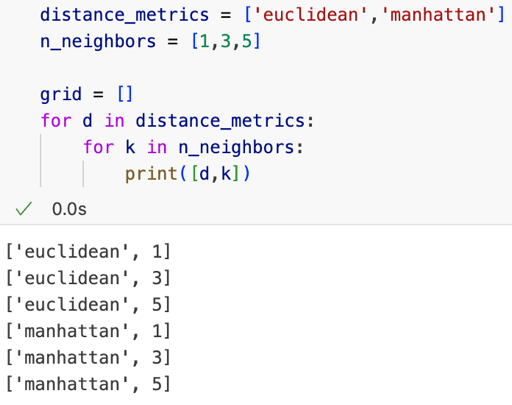 distance_metrics = ['euclidean','manhattan']
n_neighbors = [1,3,5]
grid = []
for d in distance_metrics:
    for k in n_neighbors:
        print([d,k])
0.0s
['euclidean', 1]
['euclidean', 3]
['euclidean', 5]
['manhattan', 1]
['manhattan', 3]
['manhattan', 5]